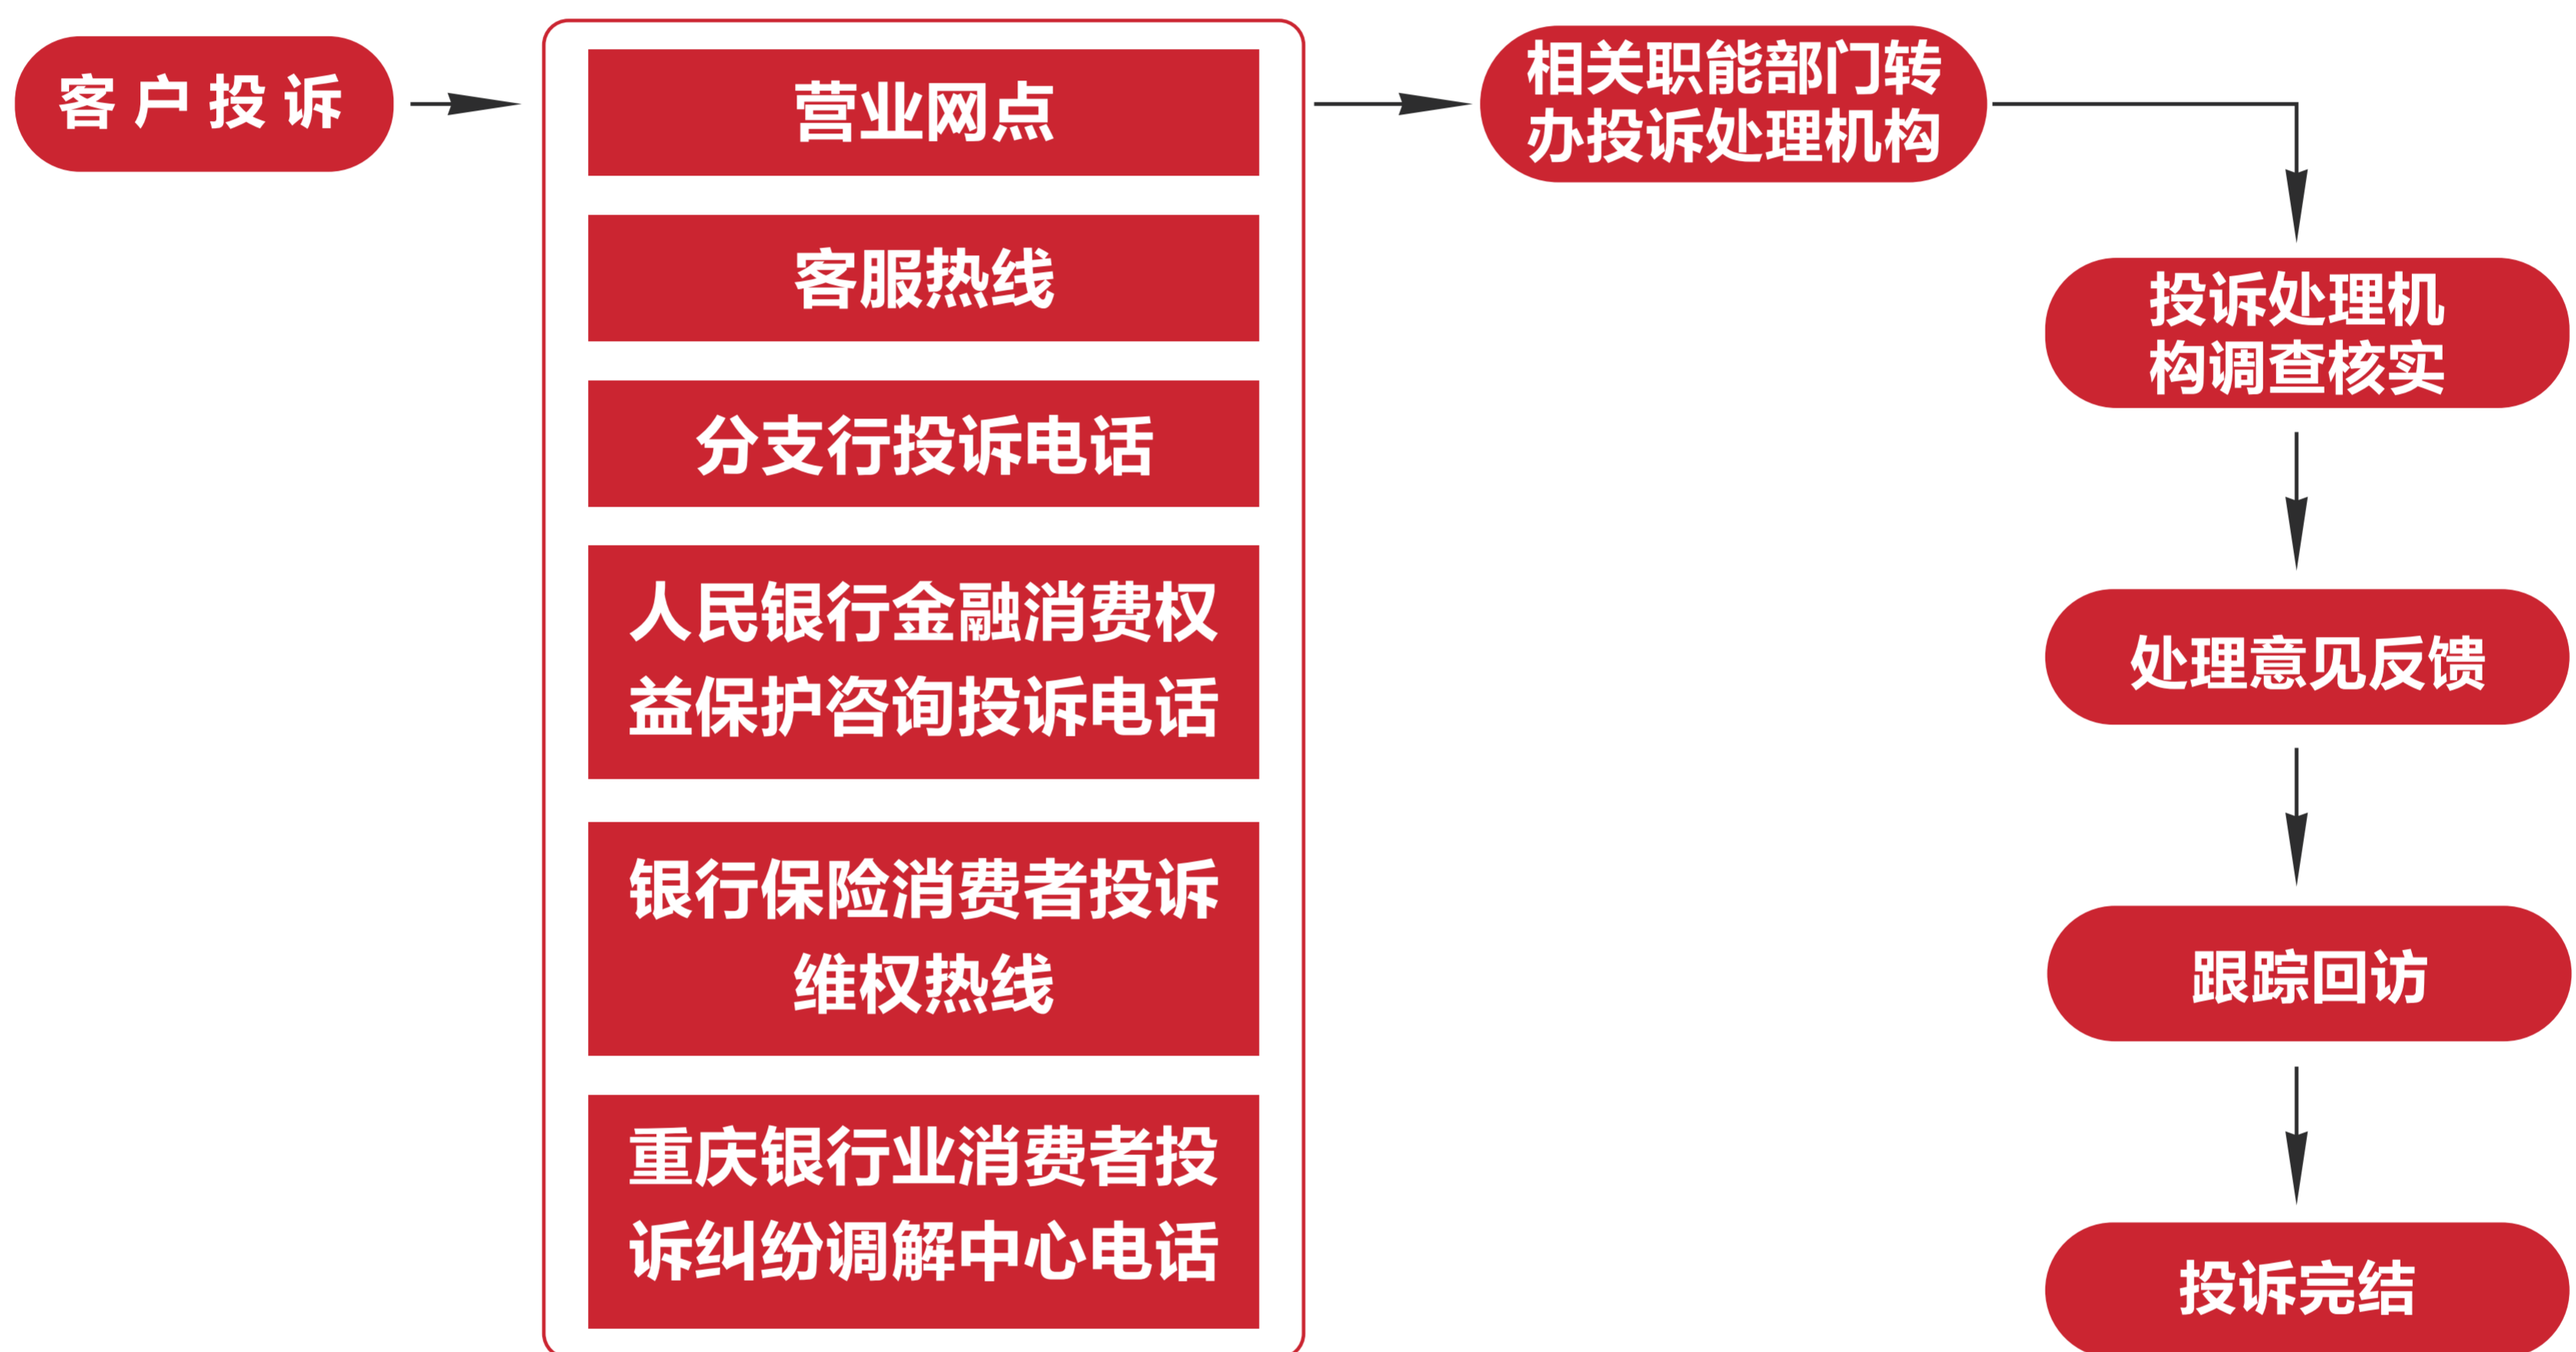 客户投诉
营业网点
客服热线
分支行投诉电话
人民银行金融消费权
益保护咨询投诉电话
银行保险消费者投诉
维权热线
重庆银行业消费者投
诉纠纷调解中心电话
相关职能部门转
办投诉处理机构
投诉处理机
构调查核实
处理意见反馈
跟踪回访
投诉完结